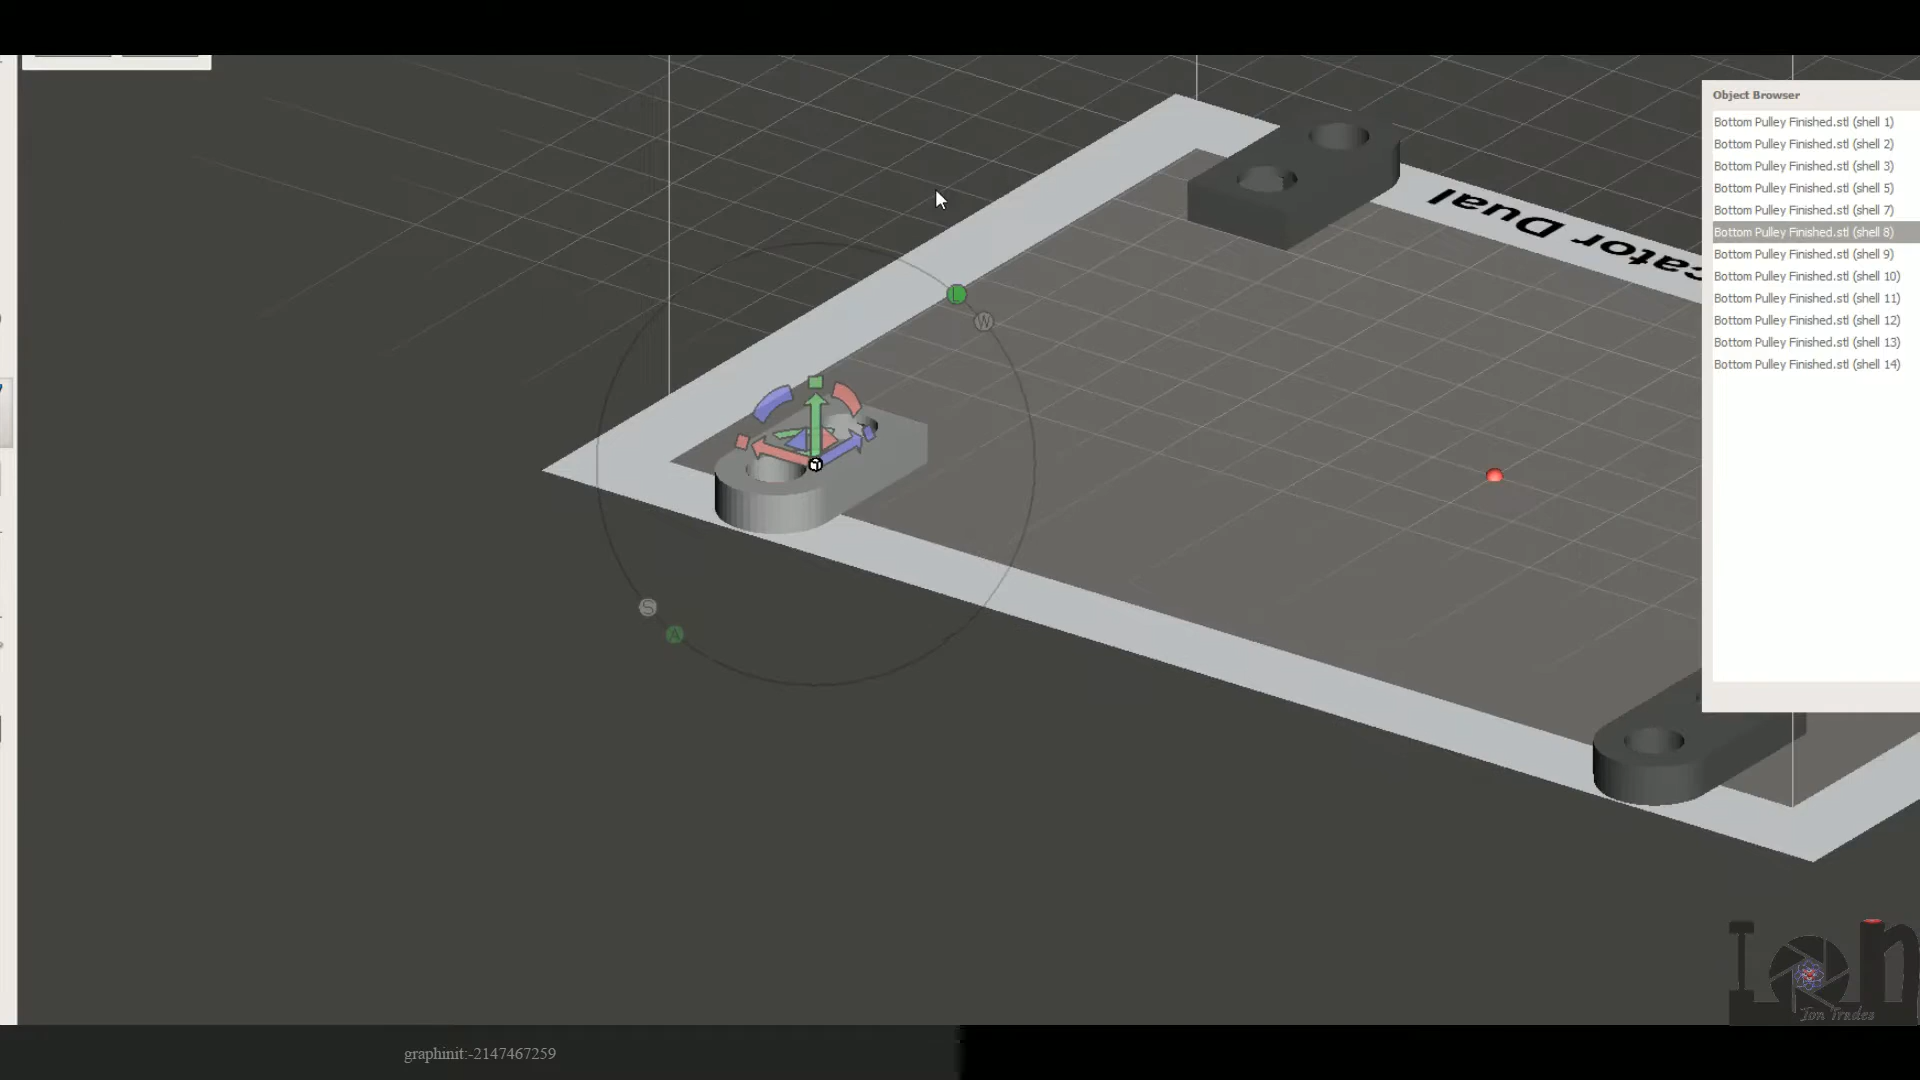 Object Browser
Bottom Pulley Finished.stl (shell 1)
Bottom Pulley Finished.stl (shell 2)
Bottom Pulley Finished.stl (shell 3)
Bottom Pulley Finished.stl (shell 5)
Bottom Pulley Finished.stl (shell 7)
Bottom Pulley Finished.stl (shell 8)
Bottom Pulley Finished.stl (shell 9)
Bottom Pulley Finished.stl (shell 10)
Bottom Pulley Finished.stl (shell 11)
Bottom Pulley Finished.stl (shell 12)
Bottom Pulley Finished.stl (shell 13)
Bottom Pulley Finished.stl (shell 14)
cator Dual
L
W
S
A
Ion
Ion Trades
graphinit:-2147467259